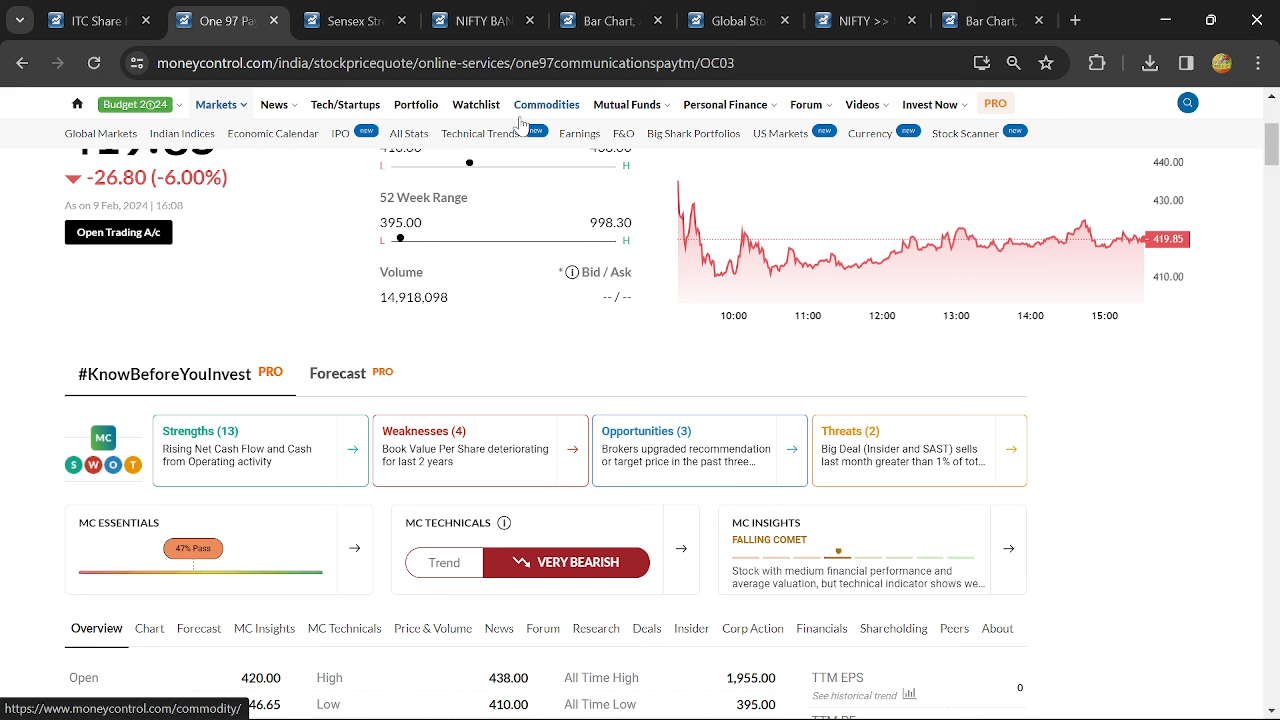 ITC Share P
One 97 Pay
Sensex Stre
NIFTY BAN
Bar Chart,
Global Sto
NIFTY >>
Bar Chart,
moneycontrol.com/india/stockpricequote/online-services/one97communicationspaytm/OC03
Budget 2024
Markets
News
Tech/Startups
Portfolio
Watchlist
Commodities
Mutual Funds
Personal Finance
Forum
Videos
Invest Now
PRO
Global Markets
Indian Indices
Economic Calendar
IPO new
All Stats
Technical Trends new
Earnings
F&O
Big Shark Portfolios
US Markets new
Currency new
Stock Scanner new
-26.80 (-6.00%)
As on 9 Feb, 2024 | 16:08
Open Trading A/c
L H
52 Week Range
395.00 998.30
L H
Volume * i Bid / Ask
14,918,098 -- / --
440.00
430.00
419.85
410.00
10:00 11:00 12:00 13:00 14:00 15:00
#KnowBeforeYouInvest PRO
Forecast PRO
MC
S W O T
Strengths (13)
Rising Net Cash Flow and Cash
from Operating activity
Weaknesses (4)
Book Value Per Share deteriorating
for last 2 years
Opportunities (3)
Brokers upgraded recommendation
or target price in the past three...
Threats (2)
Big Deal (Insider and SAST) sells
last month greater than 1% of tot...
MC ESSENTIALS
47% Pass
MC TECHNICALS i
Trend VERY BEARISH
MC INSIGHTS
FALLING COMET
Stock with medium financial performance and
average valuation, but technical indicator shows we...
Overview Chart Forecast MC Insights MC Technicals Price & Volume News Forum Research Deals Insider Corp Action Financials Shareholding Peers About
Open 420.00 High 438.00 All Time High 1,955.00 TTM EPS 0
See historical trend
46.65 Low 410.00 All Time Low 395.00
https://www.moneycontrol.com/commodity/